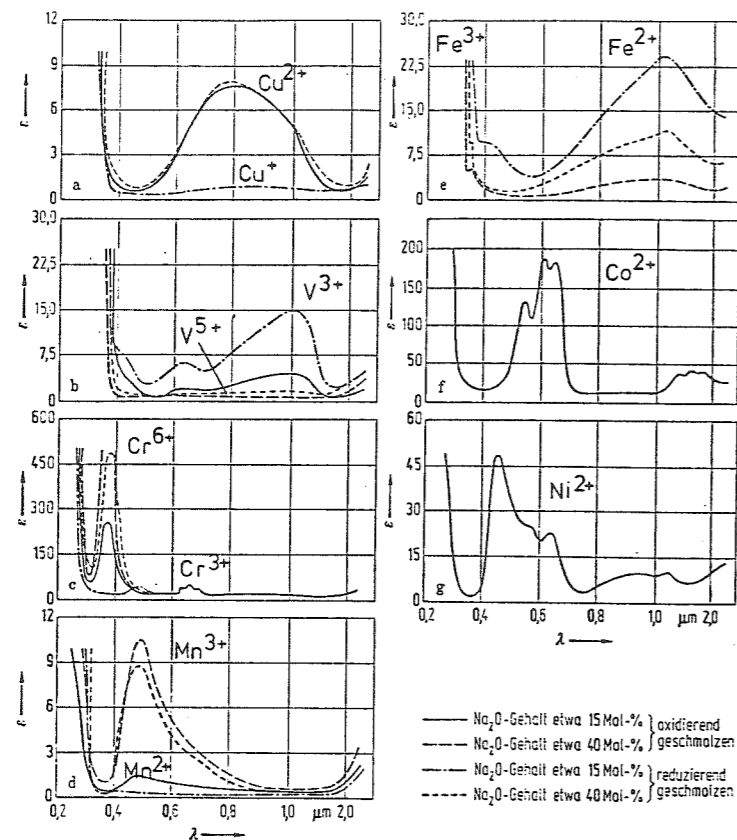 12
9
6
3
0
ε
a
Cu2+
Cu+
30,0
22,5
15,0
7,5
0
ε
b
V3+
V5+
600
450
300
150
0
ε
c
Cr6+
Cr3+
9
6
3
0
ε
d
Mn3+
Mn2+
0,2 0,4 0,6 0,8 1,0 µm 2,0
λ
30,0
22,5
15,0
7,5
0
ε
e
Fe3+
Fe2+
200
150
100
50
0
ε
f
Co2+
60
45
30
15
0
ε
g
Ni2+
0,2 0,4 0,6 0,8 1,0 µm 2,0
λ
Na2O-Gehalt etwa 15 Mol-% } oxidierend
Na2O-Gehalt etwa 40 Mol-% } geschmolzen
Na2O-Gehalt etwa 15 Mol-% } reduzierend
Na2O-Gehalt etwa 40 Mol-% } geschmolzen